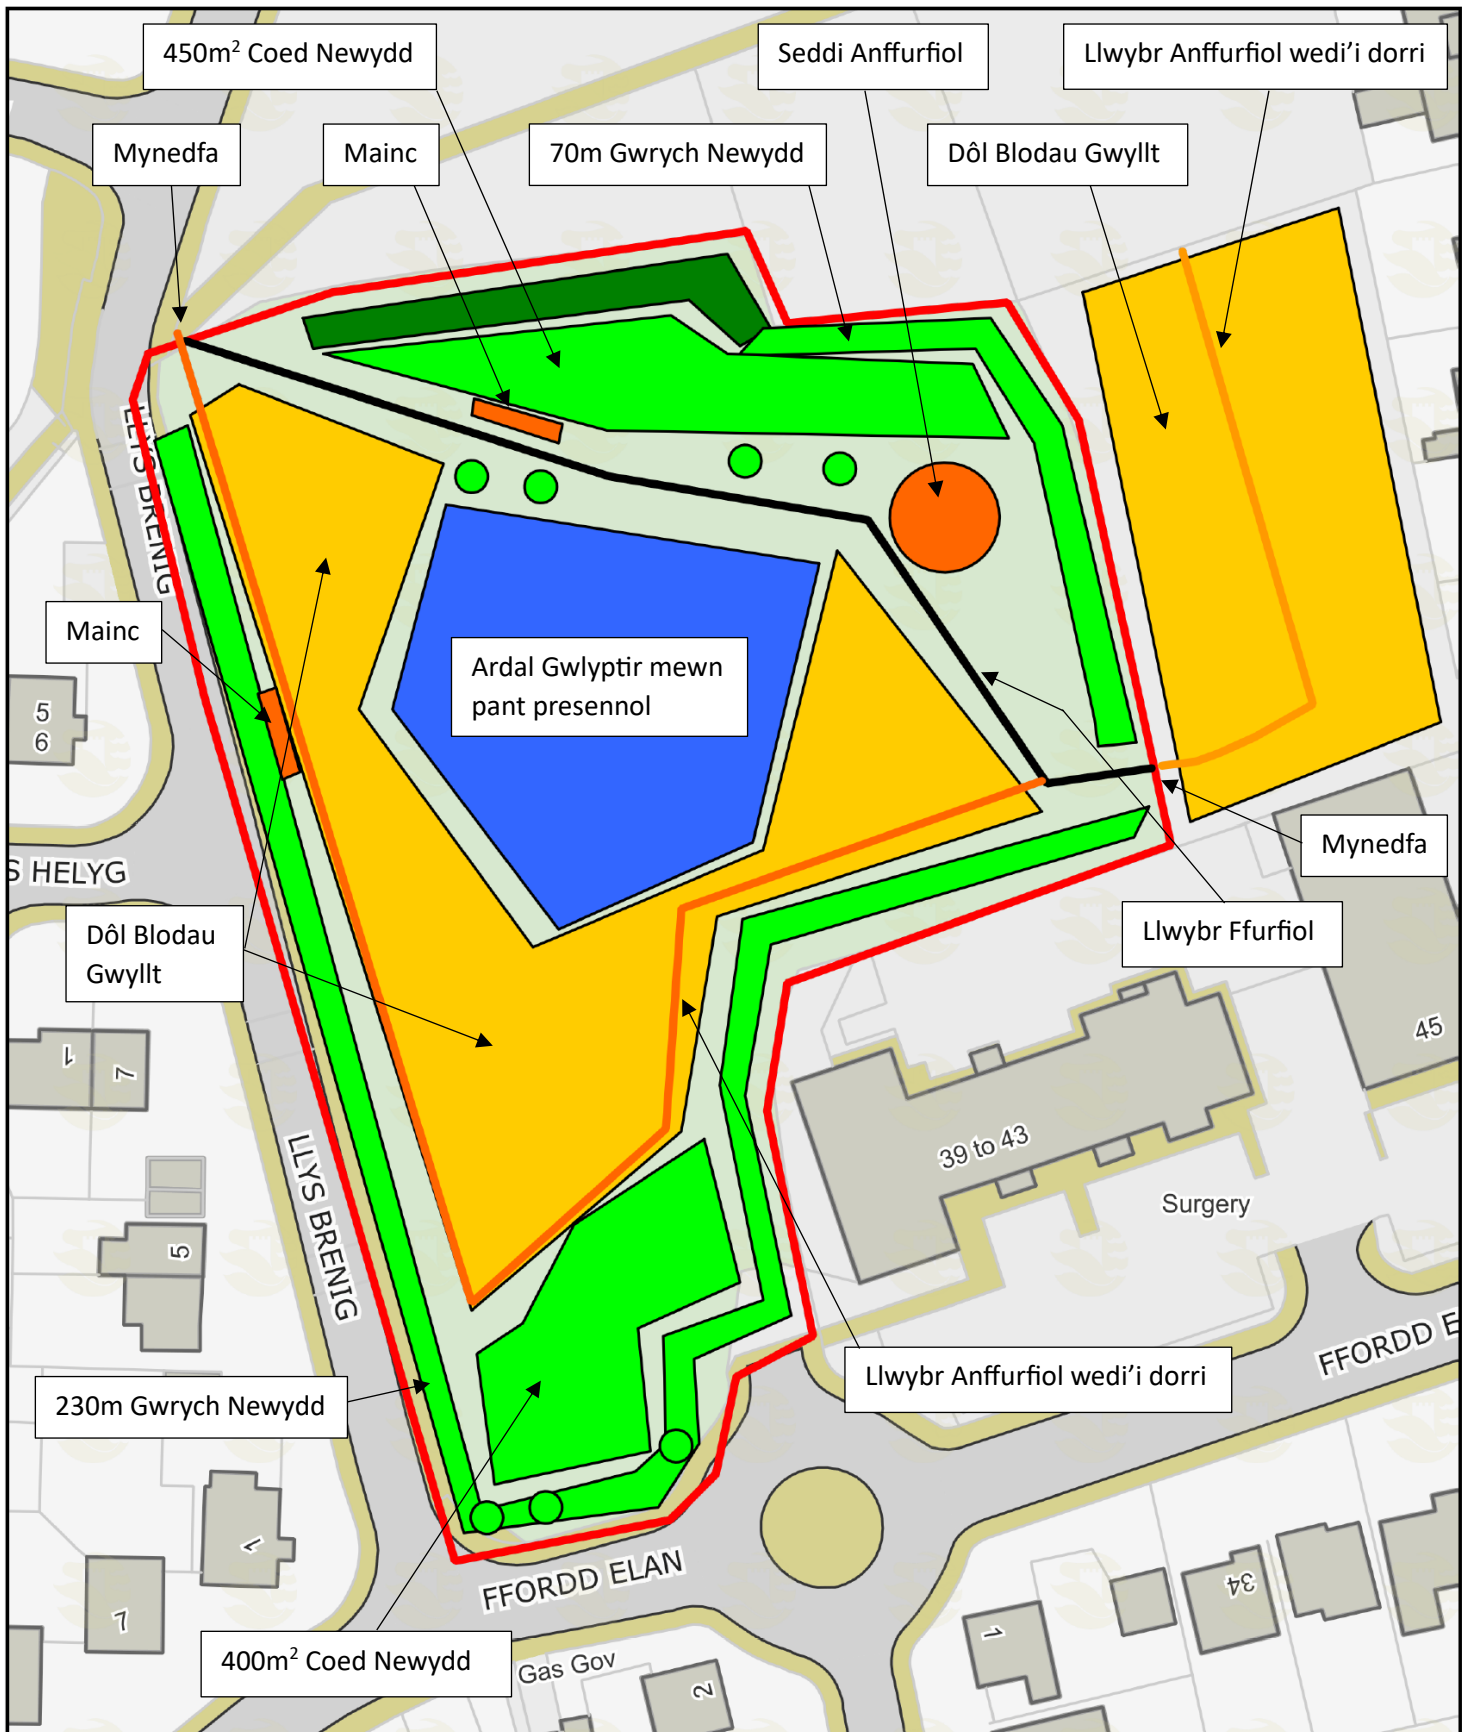 450m² Coed Newydd
Seddi Anffurfiol
Llwybr Anffurfiol wedi'i dorri
Mynedfa
Mainc
70m Gwrych Newydd
Dôl Blodau Gwyllt
LLYS BRENIG
Mainc
Ardal Gwlyptir mewn
pant presennol
5
6
Mynedfa
S HELYG
Dôl Blodau
Gwyllt
Llwybr Ffurfiol
45
1
7
39 to 43
Surgery
LLYS BRENIG
5
FFORDD E
Llwybr Anffurfiol wedi'i dorri
230m Gwrych Newydd
1
7
FFORDD ELAN
34
1
400m² Coed Newydd
Gas Gov
2